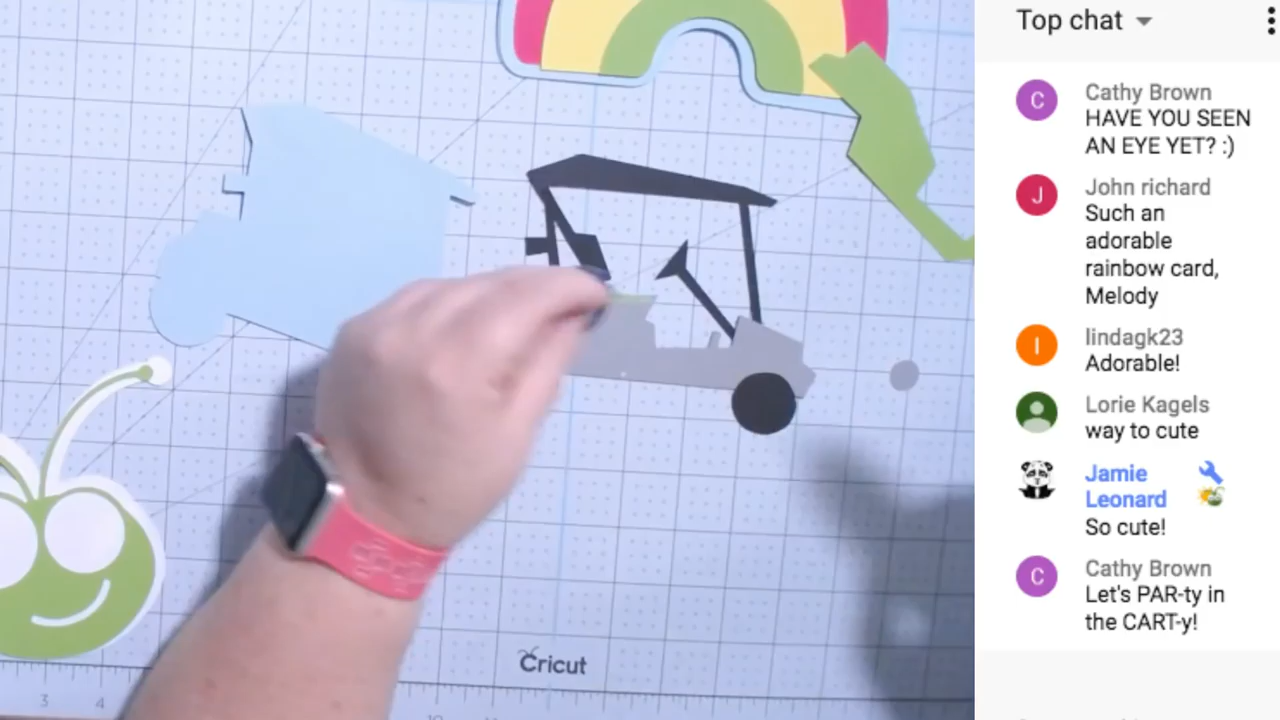 Top chat
Cathy Brown
HAVE YOU SEEN
AN EYE YET? :)
John richard
Such an
adorable
rainbow card,
Melody
lindagk23
Adorable!
Lorie Kagels
way to cute
Jamie
Leonard
So cute!
Cathy Brown
Let's PAR-ty in
the CART-y!
C
J
l
C
Cricut
3
4